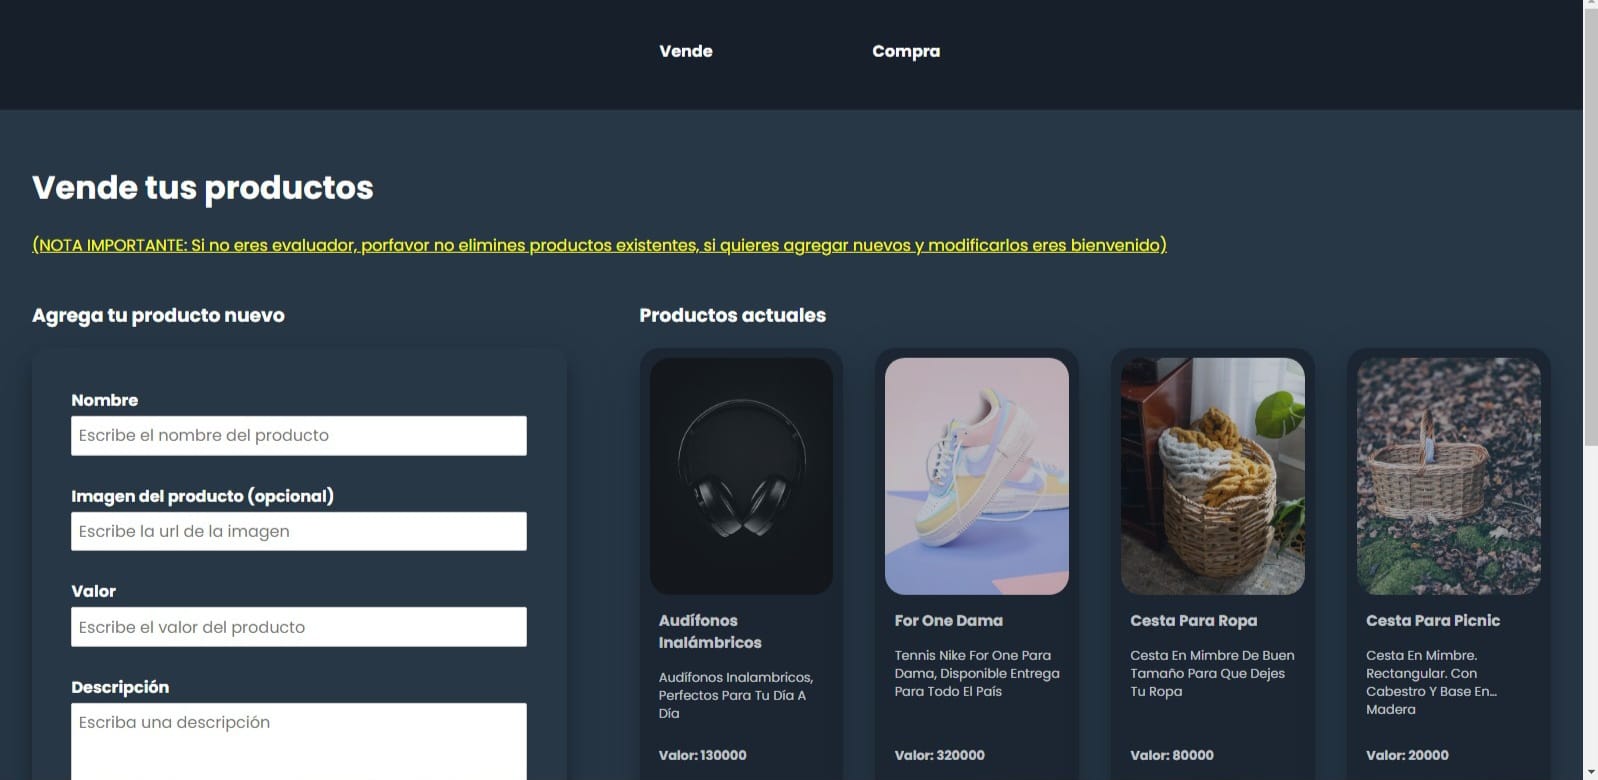 Vende
Compra
Vende tus productos
(NOTA IMPORTANTE: Si no eres evaluador, porfavor no elimines productos existentes, si quieres agregar nuevos y modificarlos eres bienvenido)
Agrega tu producto nuevo
Nombre
Escribe el nombre del producto
Imagen del producto (opcional)
Escribe la url de la imagen
Valor
Escribe el valor del producto
Descripción
Escriba una descripción
Productos actuales
Audífonos
Inalámbricos
Audífonos Inalambricos,
Perfectos Para Tu Día A
Día
Valor: 130000
For One Dama
Tennis Nike For One Para
Dama, Disponible Entrega
Para Todo El País
Valor: 320000
Cesta Para Ropa
Cesta En Mimbre De Buen
Tamaño Para Que Dejes
Tu Ropa
Valor: 80000
Cesta Para Picnic
Cesta En Mimbre.
Rectangular. Con
Cabestro Y Base En...
Madera
Valor: 20000